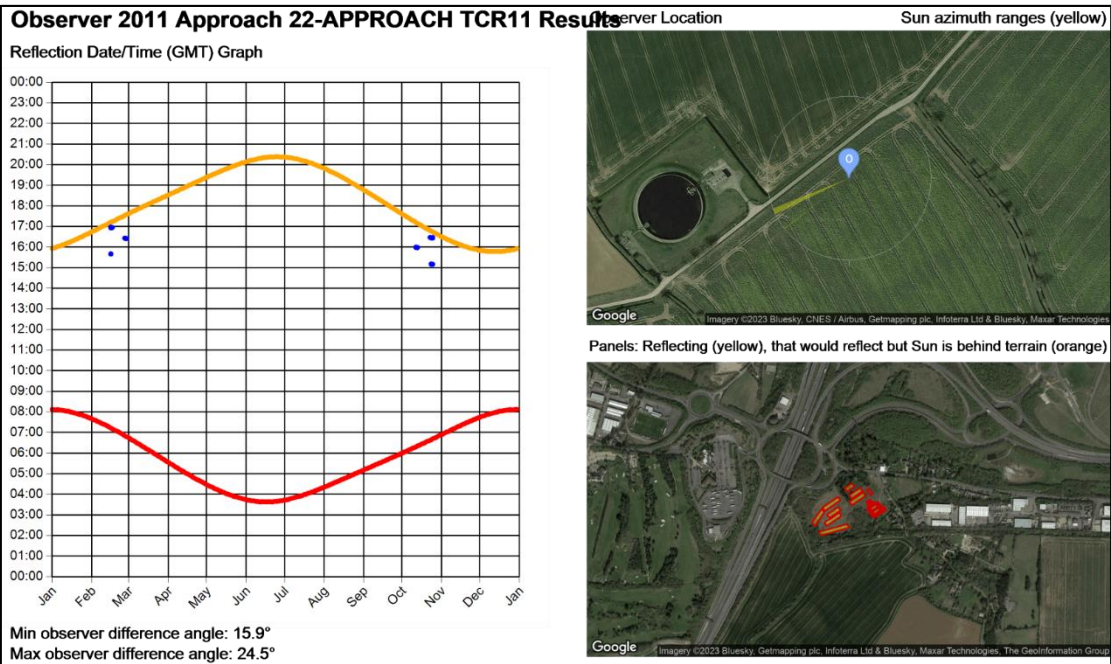 Observer 2011 Approach 22-APPROACH TCR11 Results
Reflection Date/Time (GMT) Graph
00:00
23:00
22:00
21:00
20:00
19:00
18:00
17:00
16:00
15:00
14:00
13:00
12:00
11:00
10:00
09:00
08:00
07:00
06:00
05:00
04:00
03:00
02:00
01:00
00:00
Jan Feb Mar Apr May Jun Jul Aug Sep Oct Nov Dec Jan
Min observer difference angle: 15.9°
Max observer difference angle: 24.5°
Observer Location
Sun azimuth ranges (yellow)
O
Google
Imagery ©2023 Bluesky, CNES / Airbus, Getmapping plc, Infoterra Ltd & Bluesky, Maxar Technologies
Panels: Reflecting (yellow), that would reflect but Sun is behind terrain (orange)
Google
Imagery ©2023 Bluesky, Getmapping plc, Infoterra Ltd & Bluesky, Maxar Technologies, The GeoInformation Group